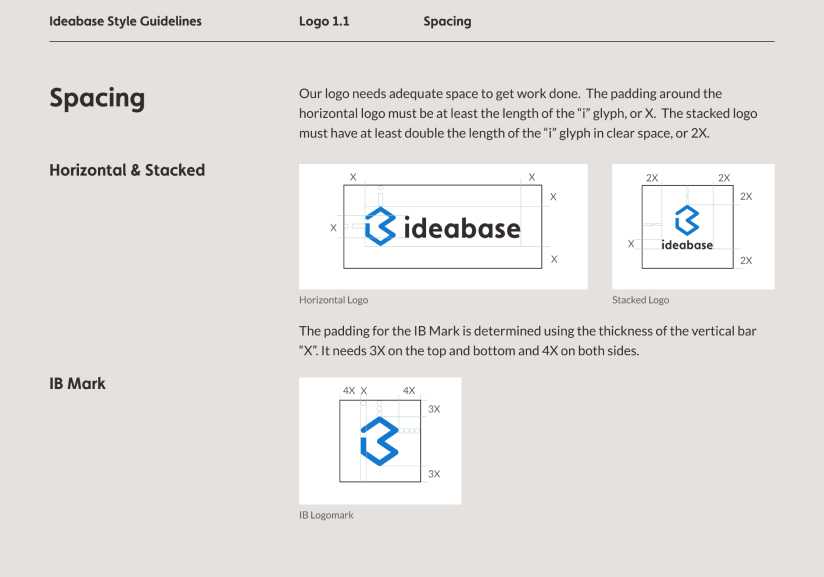 Ideabase Style Guidelines
Logo 1.1
Spacing
Spacing
Our logo needs adequate space to get work done.  The padding around the
horizontal logo must be at least the length of the “i” glyph, or X.  The stacked logo
must have at least double the length of the “i” glyph in clear space, or 2X.
Horizontal & Stacked
X
X
X
X
ideabase
X
Horizontal Logo
2X
2X
2X
X
ideabase
2X
Stacked Logo
The padding for the IB Mark is determined using the thickness of the vertical bar
“X”. It needs 3X on the top and bottom and 4X on both sides.
IB Mark
4X
X
4X
3X
3X
IB Logomark